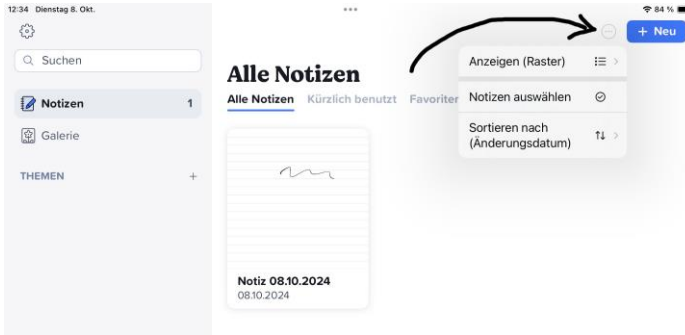 12:34 Dienstag 8. Okt.
84 %
+ Neu
Suchen
Notizen 1
Galerie
THEMEN +
Alle Notizen
Alle Notizen Kürzlich benutzt Favoriten
Anzeigen (Raster)
Notizen auswählen
Sortieren nach
(Änderungsdatum)
Notiz 08.10.2024
08.10.2024